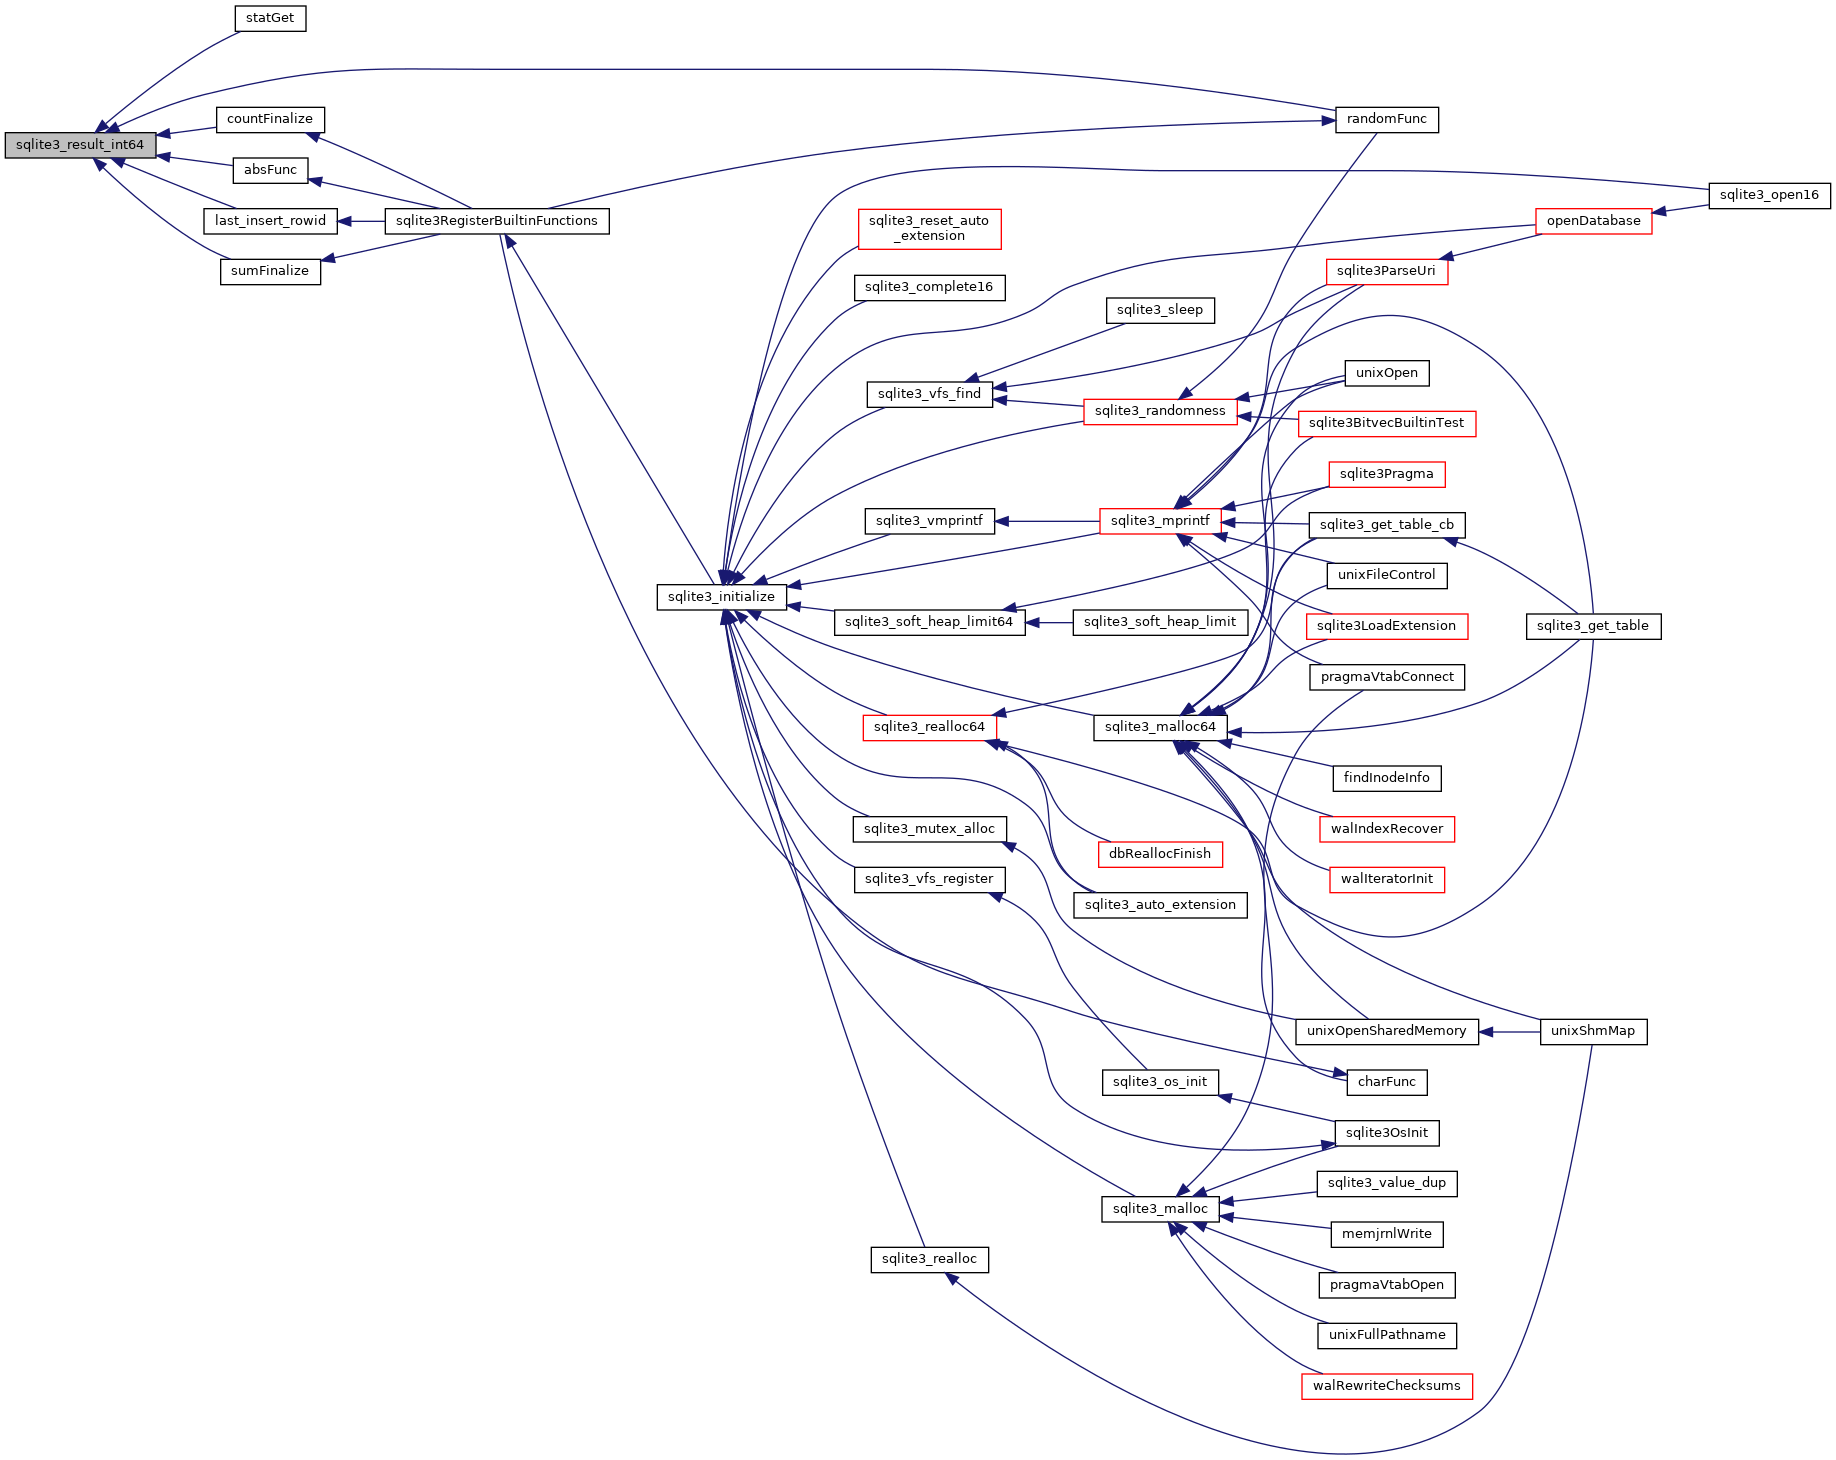 statGet
sqlite3_result_int64
countFinalize
absFunc
last_insert_rowid
sumFinalize
sqlite3RegisterBuiltinFunctions
sqlite3_initialize
sqlite3_reset_auto
_extension
sqlite3_complete16
sqlite3_vfs_find
sqlite3_vmprintf
sqlite3_soft_heap_limit64
sqlite3_realloc64
sqlite3_mutex_alloc
sqlite3_vfs_register
sqlite3_realloc
sqlite3_sleep
sqlite3_randomness
sqlite3_mprintf
sqlite3_soft_heap_limit
sqlite3_malloc64
dbReallocFinish
sqlite3_auto_extension
sqlite3_os_init
sqlite3_malloc
randomFunc
sqlite3ParseUri
unixOpen
sqlite3BitvecBuiltinTest
sqlite3Pragma
sqlite3_get_table_cb
unixFileControl
sqlite3LoadExtension
pragmaVtabConnect
findInodeInfo
walIndexRecover
walIteratorInit
unixOpenSharedMemory
charFunc
sqlite3OsInit
sqlite3_value_dup
memjrnlWrite
pragmaVtabOpen
unixFullPathname
walRewriteChecksums
openDatabase
sqlite3_get_table
unixShmMap
sqlite3_open16